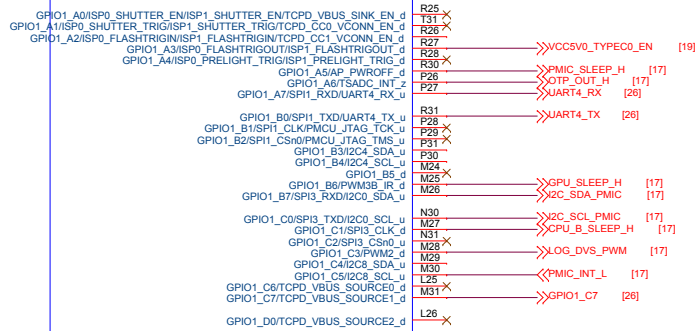 GPIO1_A0/ISP0_SHUTTER_EN/ISP1_SHUTTER_EN/TCPD_VBUS_SINK_EN_d R25
GPIO1_A1/ISP0_SHUTTER_TRIG/ISP1_SHUTTER_TRIG/TCPD_CC0_VCONN_EN_d T31
GPIO1_A2/ISP0_FLASHTRIGIN/ISP1_FLASHTRIGIN/TCPD_CC1_VCONN_EN_d R26
GPIO1_A3/ISP0_FLASHTRIGOUT/ISP1_FLASHTRIGOUT_d R27 VCC5V0_TYPEC0_EN [19]
GPIO1_A4/ISP0_PRELIGHT_TRIG/ISP1_PRELIGHT_TRIG_d R28
GPIO1_A5/AP_PWROFF_d R30 PMIC_SLEEP_H [17]
GPIO1_A6/TSADC_INT_z P26 OTP_OUT_H [17]
GPIO1_A7/SPI1_RXD/UART4_RX_u P27 UART4_RX [26]
GPIO1_B0/SPI1_TXD/UART4_TX_u R31 UART4_TX [26]
GPIO1_B1/SPI1_CLK/PMCU_JTAG_TCK_u P28
GPIO1_B2/SPI1_CSn0/PMCU_JTAG_TMS_u P29
GPIO1_B3/I2C4_SDA_u P31
GPIO1_B4/I2C4_SCL_u P30
GPIO1_B5_d M24
GPIO1_B6/PWM3B_IR_d M25 GPU_SLEEP_H [17]
GPIO1_B7/SPI3_RXD/I2C0_SDA_u M26 I2C_SDA_PMIC [17]
GPIO1_C0/SPI3_TXD/I2C0_SCL_u N30 I2C_SCL_PMIC [17]
GPIO1_C1/SPI3_CLK_d M27 CPU_B_SLEEP_H [17]
GPIO1_C2/SPI3_CSn0_u N31
GPIO1_C3/PWM2_d M28 LOG_DVS_PWM [17]
GPIO1_C4/I2C8_SDA_u M29
GPIO1_C5/I2C8_SCL_u M30 PMIC_INT_L [17]
GPIO1_C6/TCPD_VBUS_SOURCE0_d L25
GPIO1_C7/TCPD_VBUS_SOURCE1_d M31 GPIO1_C7 [26]
GPIO1_D0/TCPD_VBUS_SOURCE2_d L26